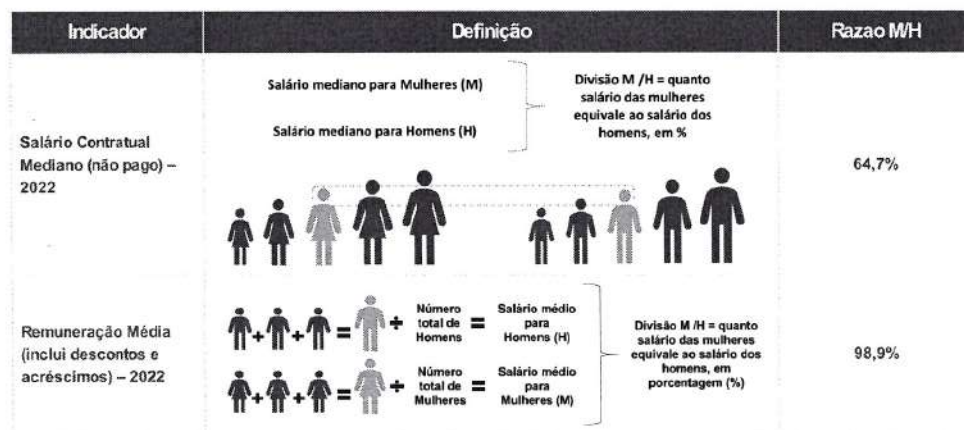 Indicador
Definição
Razao M/H
Salário Contratual
Mediano (não pago) –
2022
Salário mediano para Mulheres (M)
Salário mediano para Homens (H)
Divisão M /H = quanto
salário das mulheres
equivale ao salário dos
homens, em %
64,7%
Remuneração Média
(inclui descontos e
acréscimos) – 2022
+ + = ÷
Número
total de
Homens
=
Salário médio
para
Homens (H)
+ + = ÷
Número
total de
Mulheres
=
Salário médio
para
Mulheres (M)
Divisão M /H = quanto
salário das mulheres
equivale ao salário dos
homens, em
porcentagem (%)
98,9%